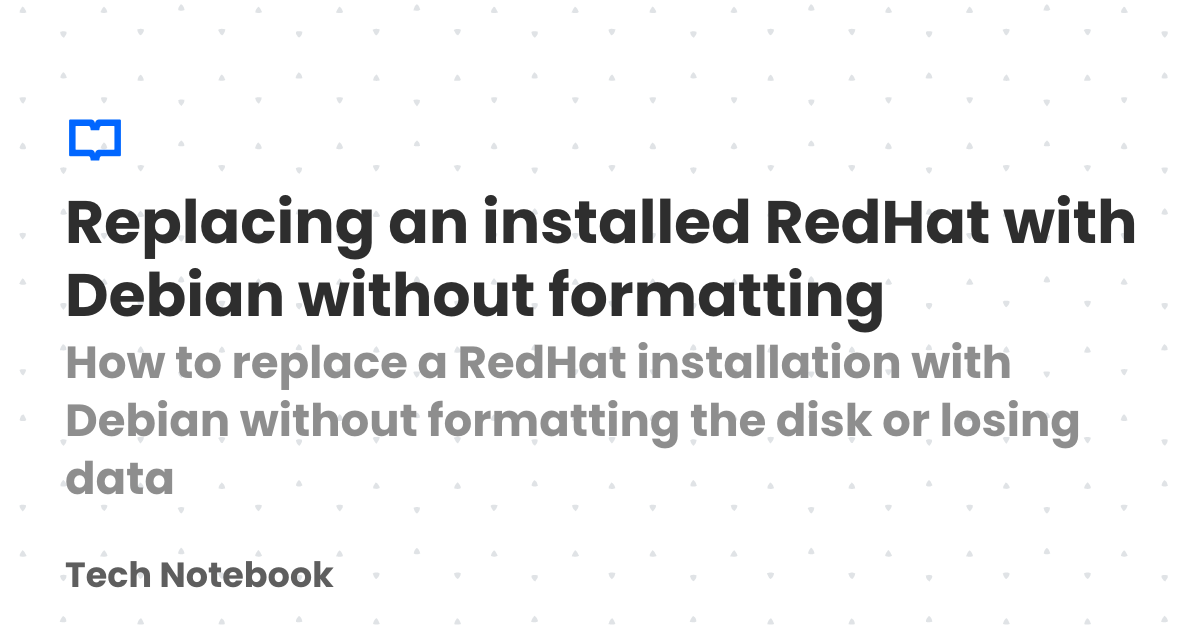 Replacing an installed RedHat with
Debian without formatting
How to replace a RedHat installation with
Debian without formatting the disk or losing
data
Tech Notebook